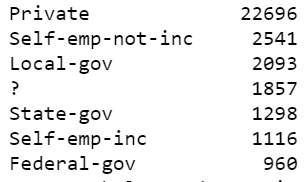 Private 22696
Self-emp-not-inc 2541
Local-gov 2093
? 1857
State-gov 1298
Self-emp-inc 1116
Federal-gov 960